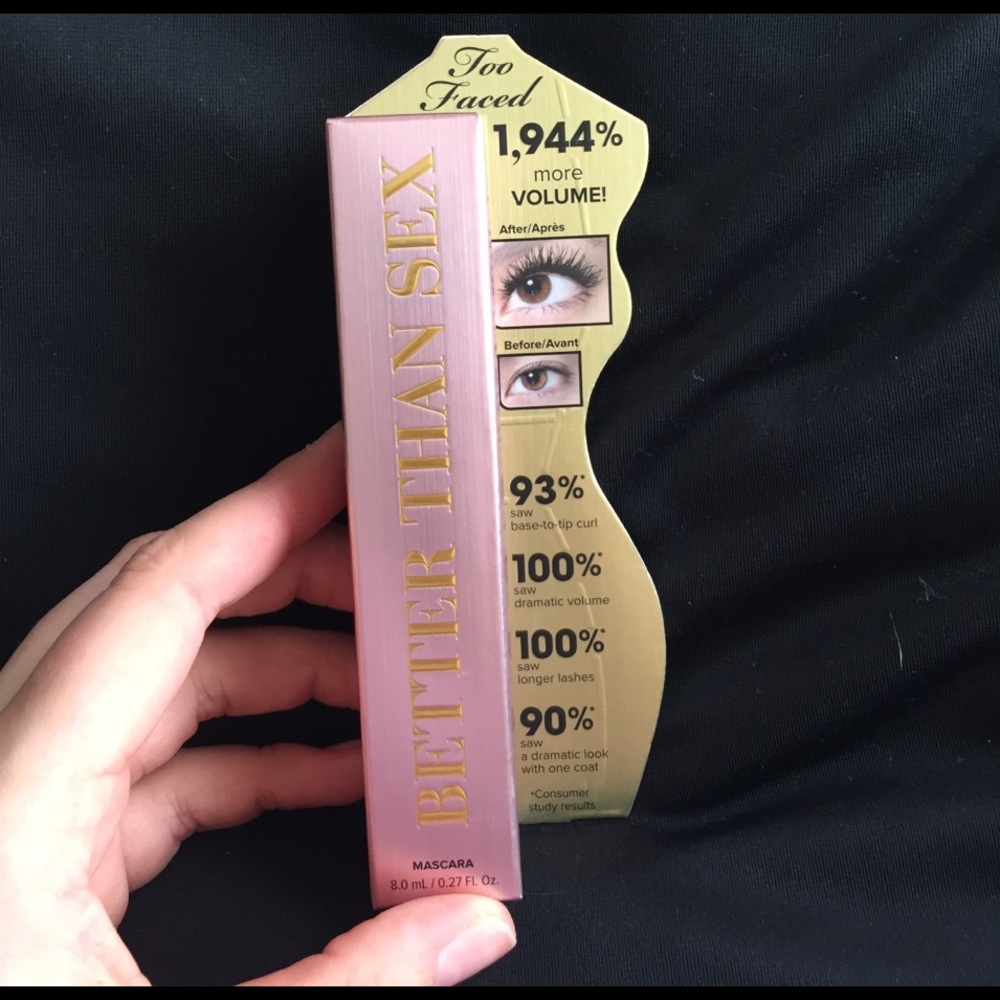 Too
Faced
1,944%
more
VOLUME!
After/Après
Before/Avant
93%*
saw
base-to-tip curl
100%*
saw
dramatic volume
100%*
saw
longer lashes
90%*
saw
a dramatic look
with one coat
*Consumer
study results
BETTER THAN SEX
MASCARA
8.0 mL / 0.27 Fl. Oz.